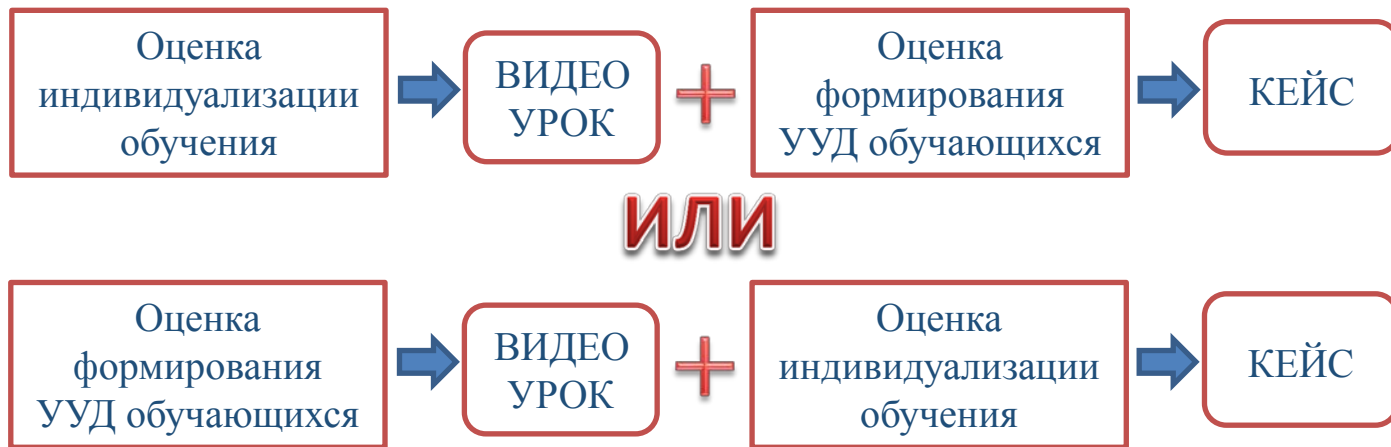 Оценка
индивидуализации
обучения
ВИДЕО
УРОК
+
Оценка
формирования
УУД обучающихся
КЕЙС
или
Оценка
формирования
УУД обучающихся
ВИДЕО
УРОК
+
Оценка
индивидуализации
обучения
КЕЙС